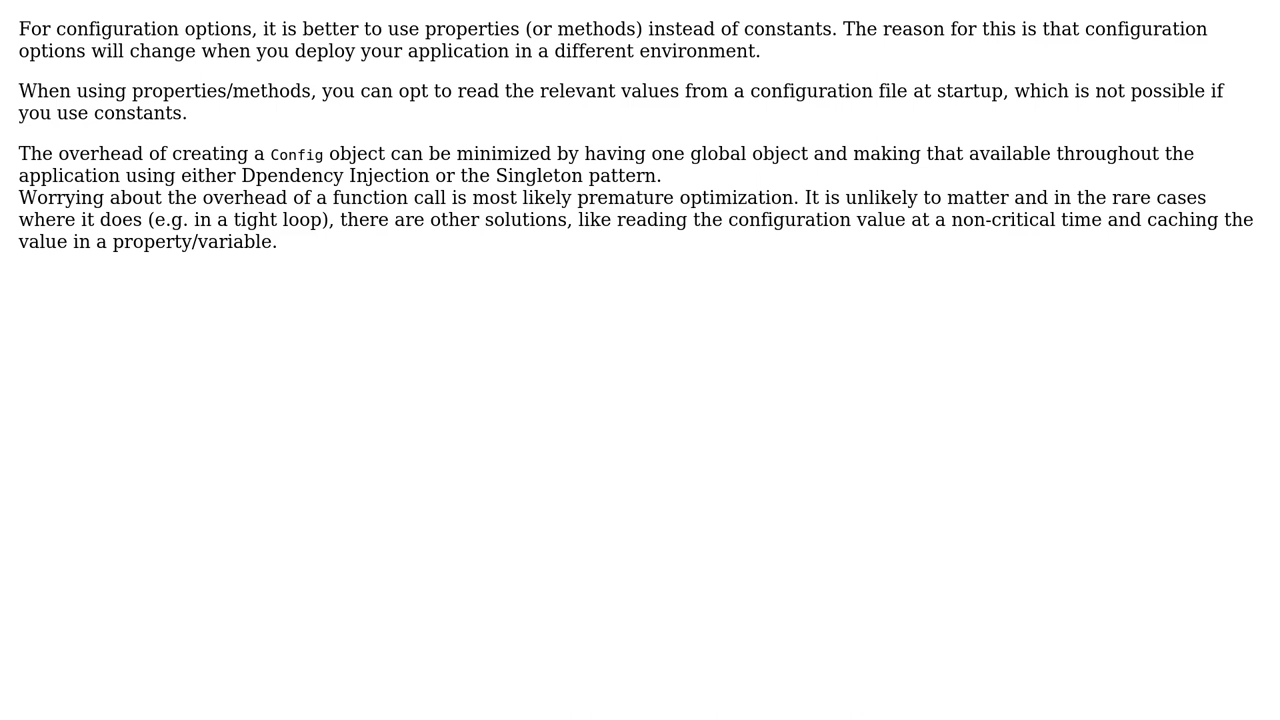 For configuration options, it is better to use properties (or methods) instead of constants. The reason for this is that configuration
options will change when you deploy your application in a different environment.
When using properties/methods, you can opt to read the relevant values from a configuration file at startup, which is not possible if
you use constants.
The overhead of creating a Config object can be minimized by having one global object and making that available throughout the
application using either Dpendency Injection or the Singleton pattern.
Worrying about the overhead of a function call is most likely premature optimization. It is unlikely to matter and in the rare cases
where it does (e.g. in a tight loop), there are other solutions, like reading the configuration value at a non-critical time and caching the
value in a property/variable.